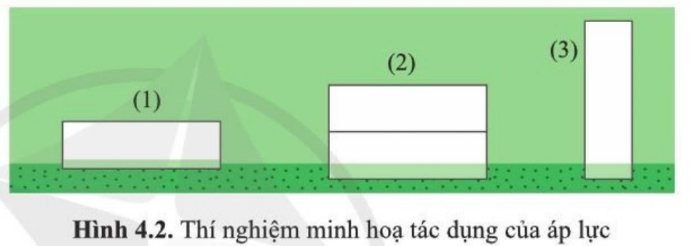 (1)
(2)
(3)
Hình 4.2. Thí nghiệm minh hoạ tác dụng của áp lực